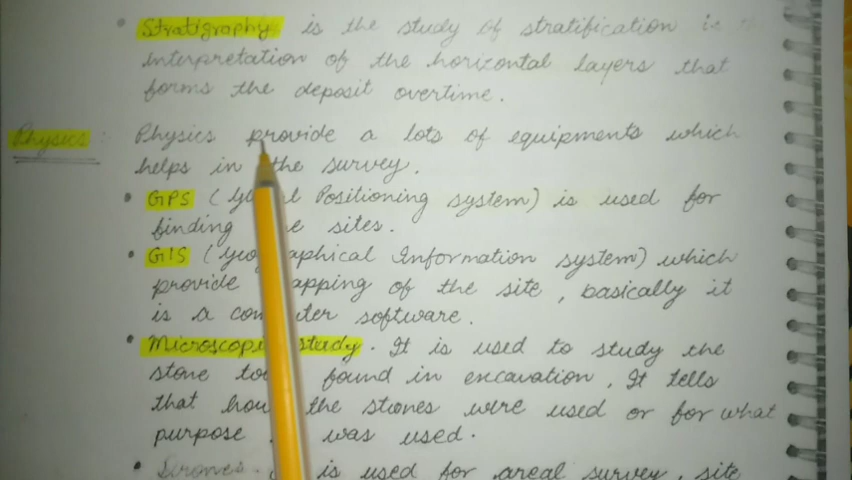 • Stratigraphy is the study of stratification i.e
interpretation of the horizontal layers that
forms the deposit overtime.
Physics : Physics provide a lots of equipments which
helps in the survey.
• GPS ( Positioning system) is used for
finding sites.
• GIS ( Information system) which
provide of the site, basically it
is a software.
• study. It is used to study the
stone found in excavation. It tells
that the stones were used or for what
purpose was used.
• Drones. is used for areal survey, site